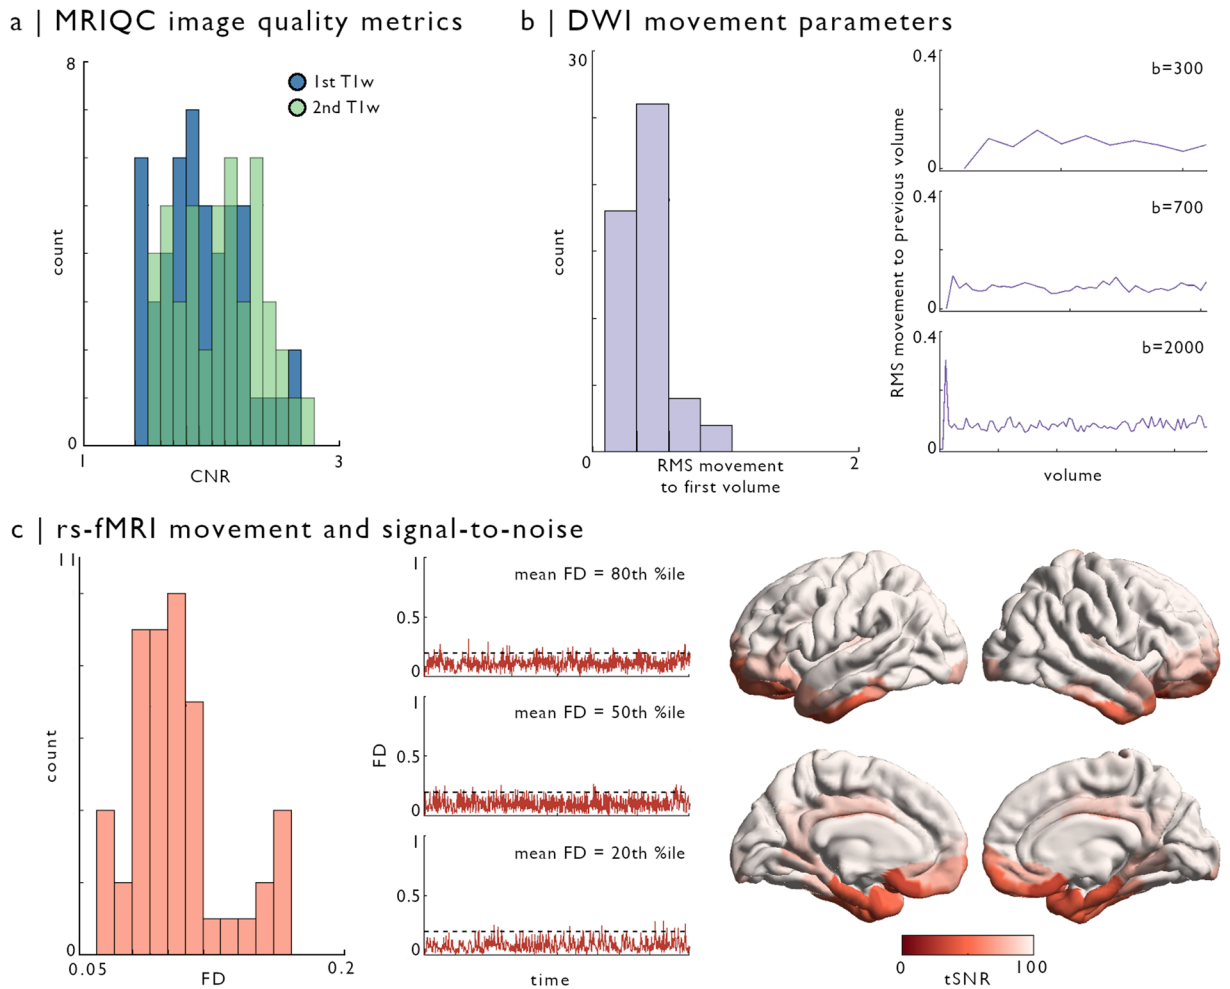 a | MRIQC image quality metrics
8
1st T1w
2nd T1w
count
0
1
3
CNR
b | DWI movement parameters
30
count
0
2
RMS movement
to first volume
RMS movement to previous volume
0.4
b=300
0
0.4
b=700
0
0.4
b=2000
0
volume
c | rs-fMRI movement and signal-to-noise
11
count
0
0.05
0.2
FD
FD
1
mean FD = 80th %ile
0.5
0
1
mean FD = 50th %ile
0.5
0
1
mean FD = 20th %ile
0.5
0
time
0
100
tSNR